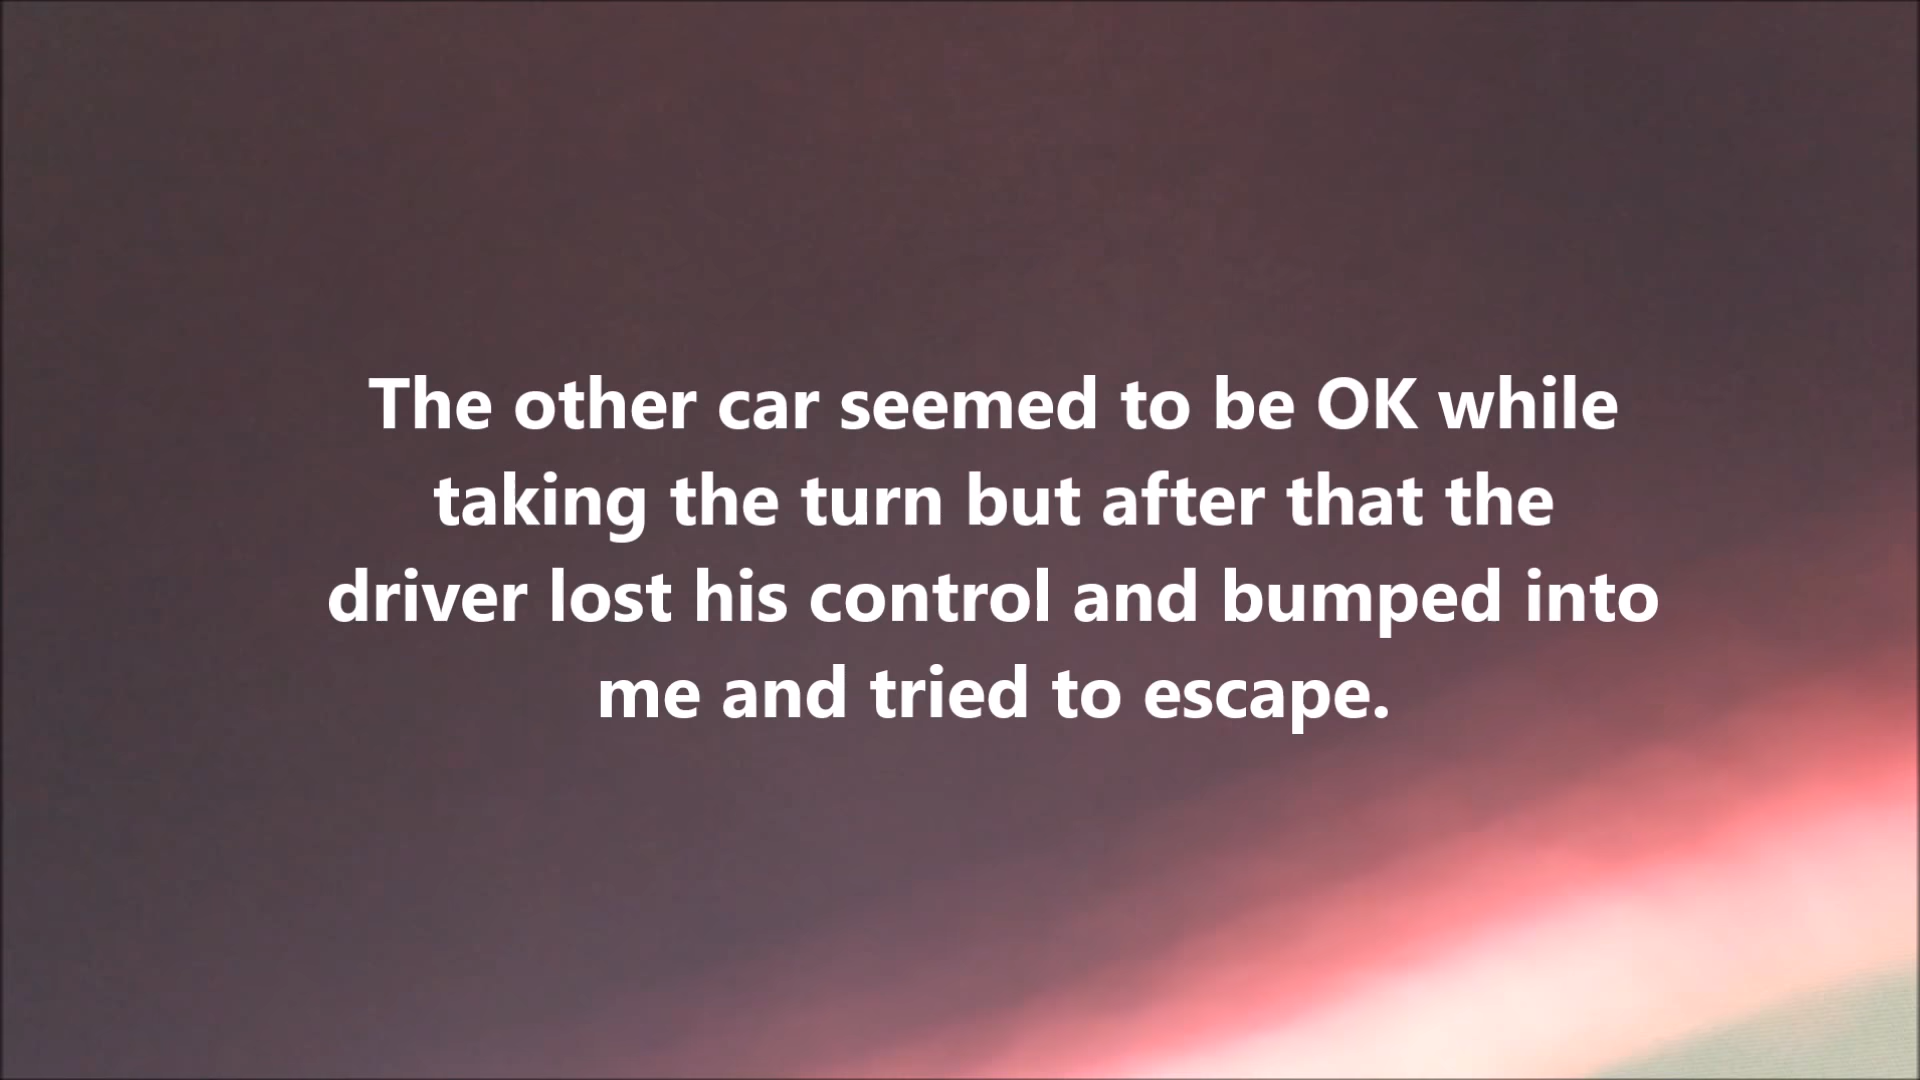 The other car seemed to be OK while
taking the turn but after that the
driver lost his control and bumped into
me and tried to escape.